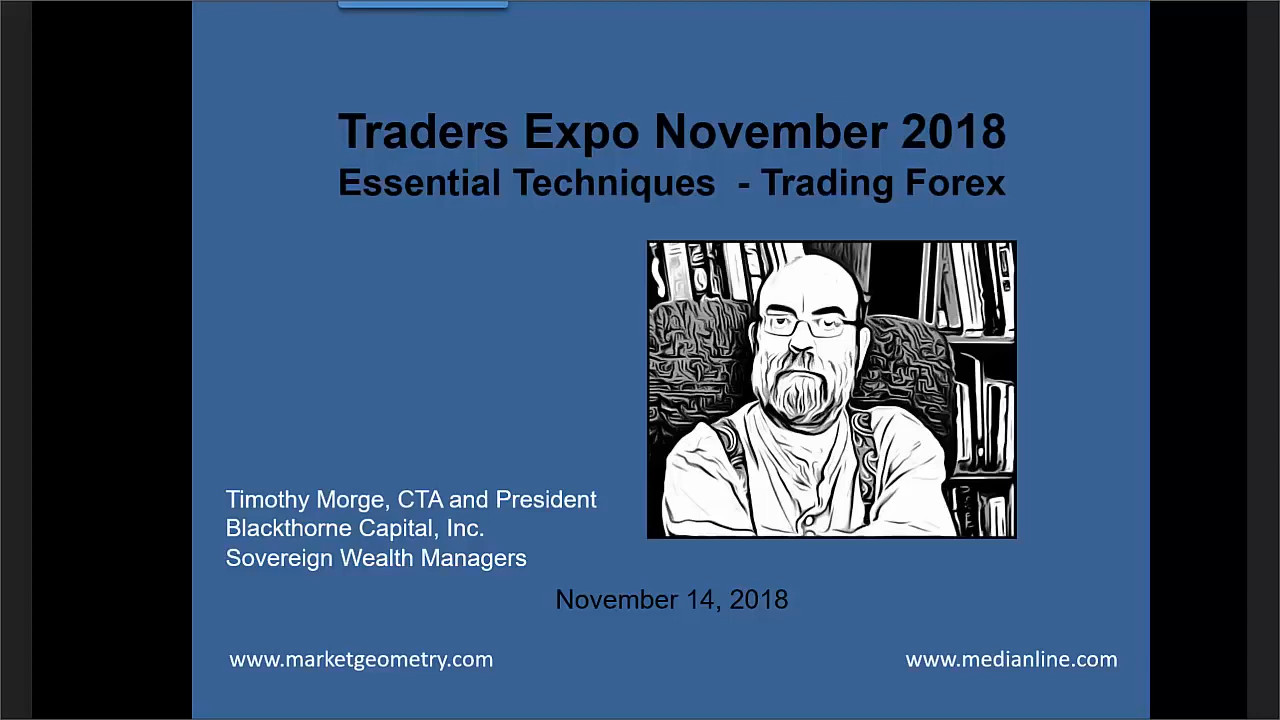 Traders Expo November 2018
Essential Techniques - Trading Forex
Timothy Morge, CTA and President
Blackthorne Capital, Inc.
Sovereign Wealth Managers
November 14, 2018
www.marketgeometry.com
www.medianline.com